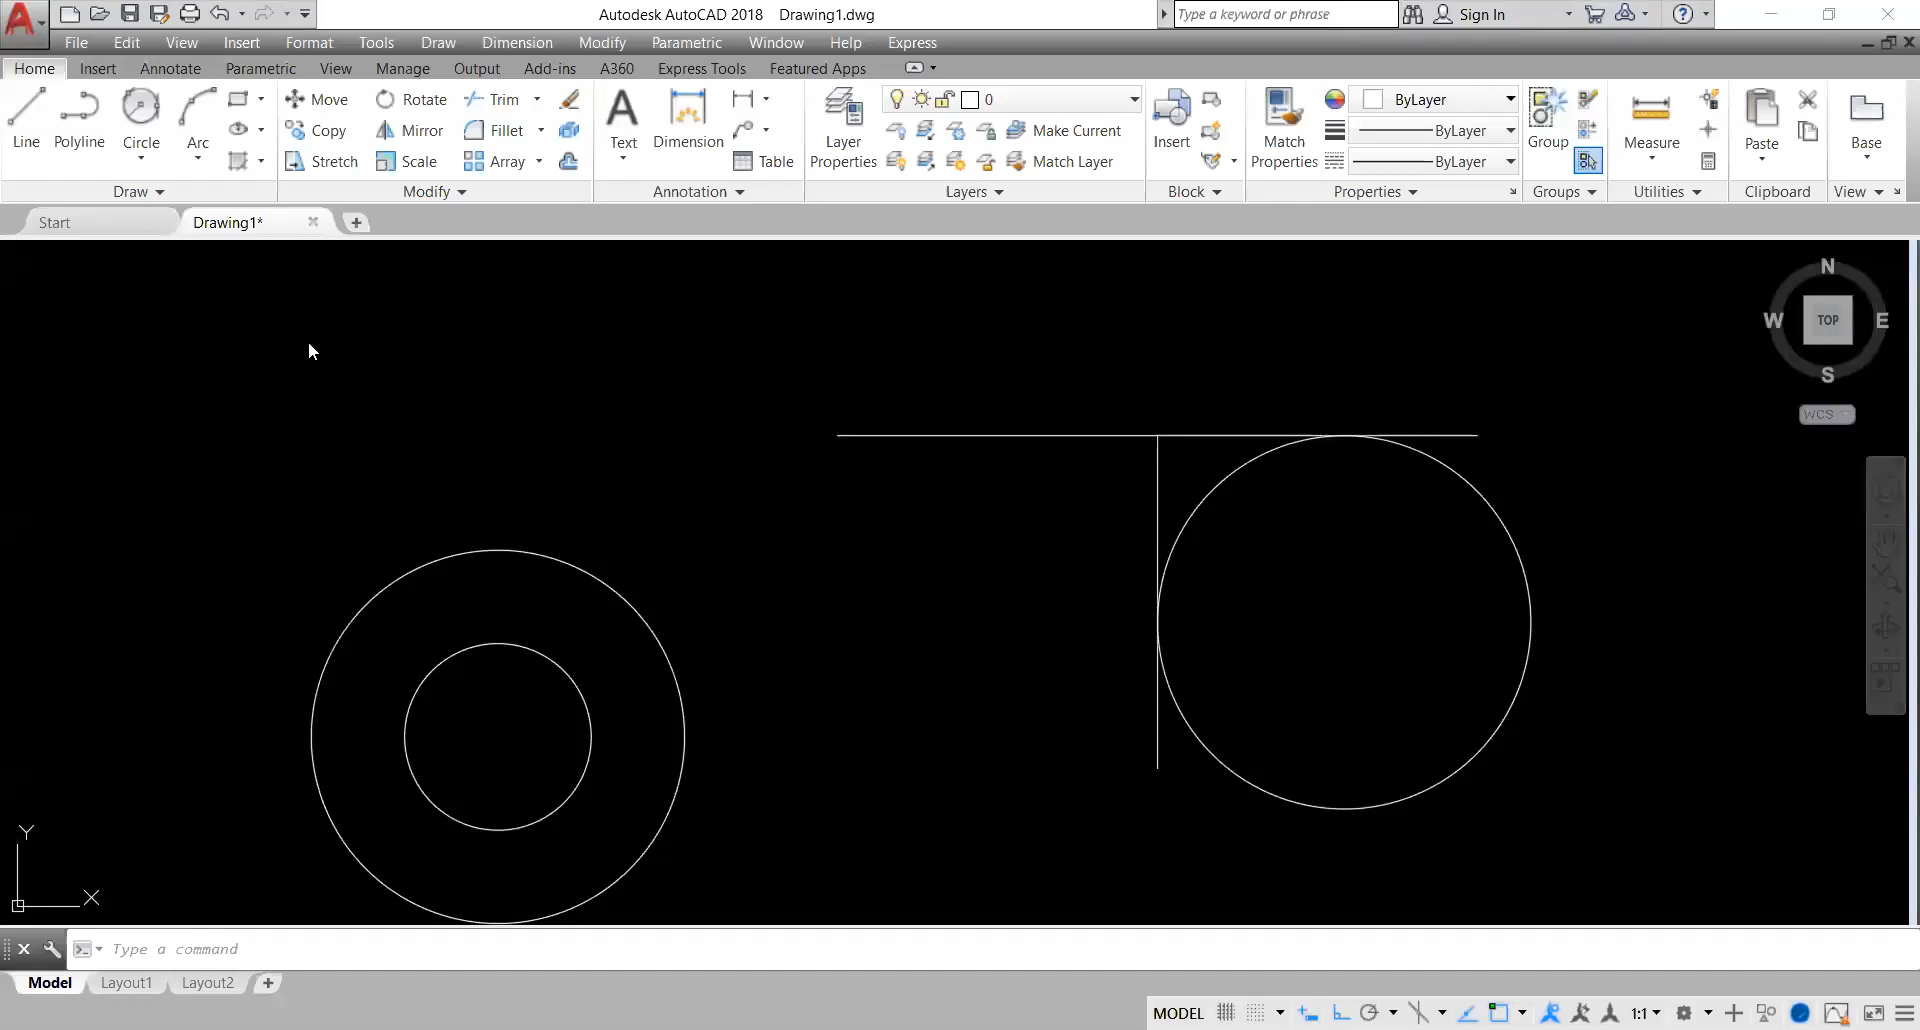 Autodesk AutoCAD 2018 Drawing1.dwg Type a keyword or phrase Sign In
File Edit View Insert Format Tools Draw Dimension Modify Parametric Window Help Express
Home Insert Annotate Parametric View Manage Output Add-ins A360 Express Tools Featured Apps
Move Rotate Trim 0 ByLayer
Line Polyline Circle Arc Copy Mirror Fillet Text Dimension Make Current Insert Match Group ByLayer Measure Paste Base
Stretch Scale Array Table Layer Properties Match Layer Properties ByLayer
Draw Modify Annotation Layers Block Properties Groups Utilities Clipboard View
Start Drawing1*
N
W TOP E
S
WCS
Y
X
Type a command
Model Layout1 Layout2
MODEL 1:1